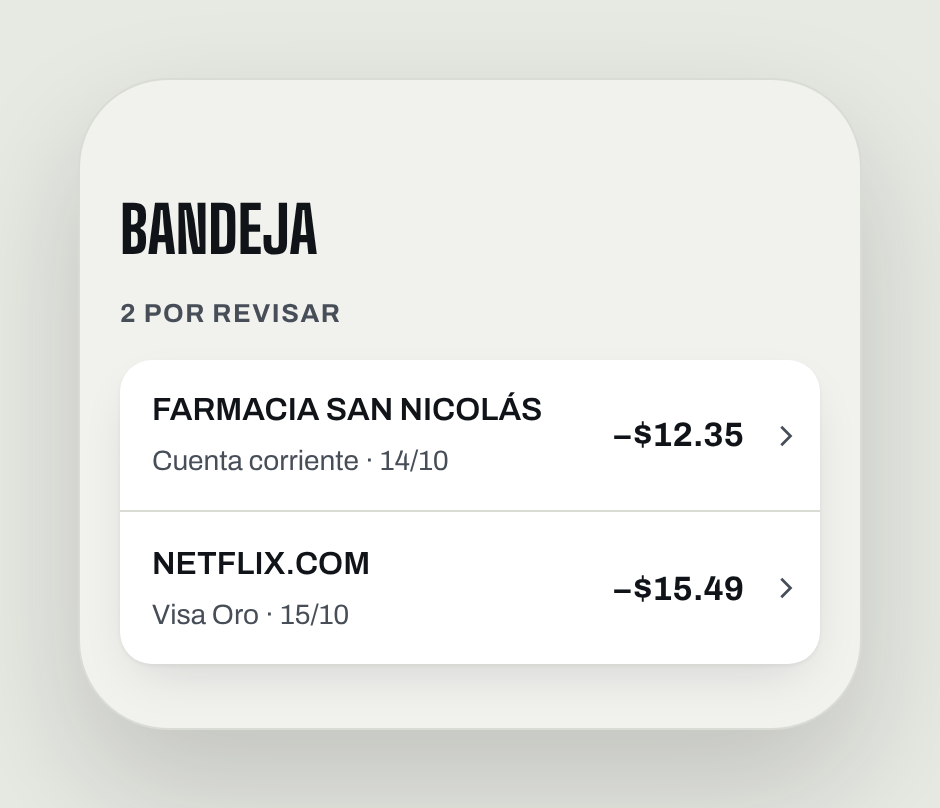 BANDEJA
2 POR REVISAR
FARMACIA SAN NICOLÁS
Cuenta corriente · 14/10
–$12.35
NETFLIX.COM
Visa Oro · 15/10
–$15.49